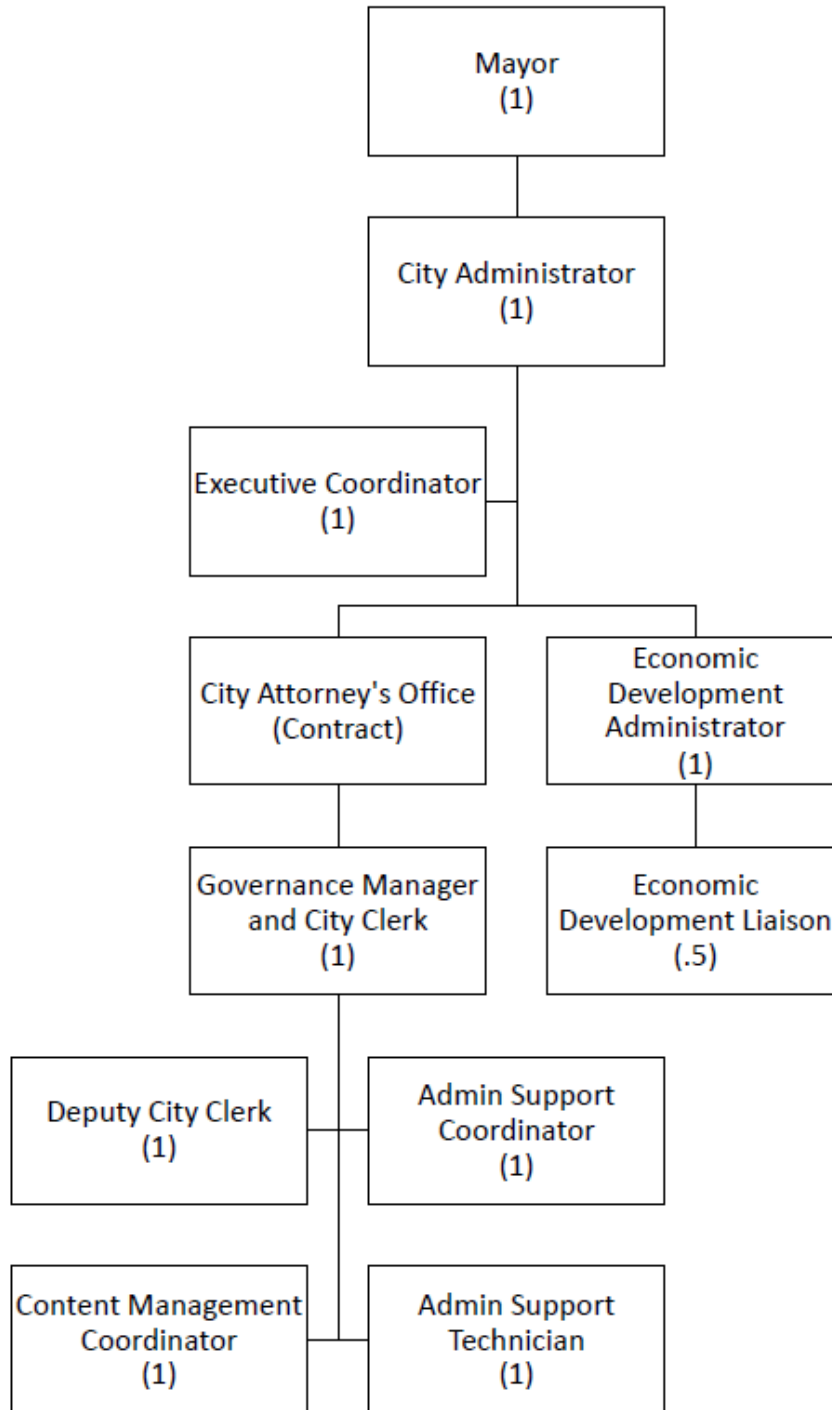 Mayor
(1)
City Administrator
(1)
Executive Coordinator
(1)
City Attorney's Office
(Contract)
Economic
Development
Administrator
(1)
Governance Manager
and City Clerk
(1)
Economic
Development Liaison
(.5)
Deputy City Clerk
(1)
Admin Support
Coordinator
(1)
Content Management
Coordinator
(1)
Admin Support
Technician
(1)